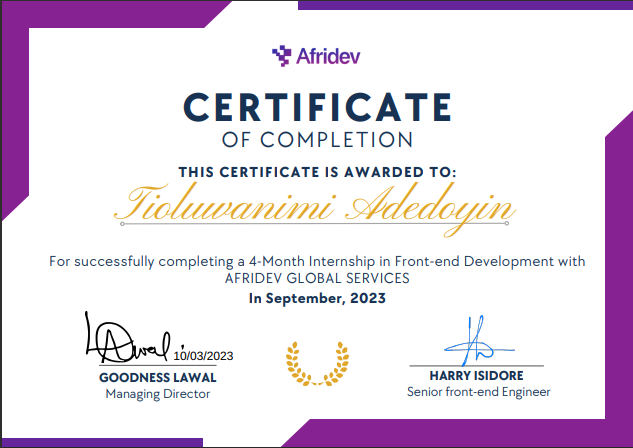 Afridev
CERTIFICATE
OF COMPLETION
THIS CERTIFICATE IS AWARDED TO:
Tioluwanimi Adedoyin
For successfully completing a 4-Month Internship in Front-end Development with
AFRIDEV GLOBAL SERVICES
In September, 2023
Lawal 10/03/2023
GOODNESS LAWAL
Managing Director
HARRY ISIDORE
Senior front-end Engineer